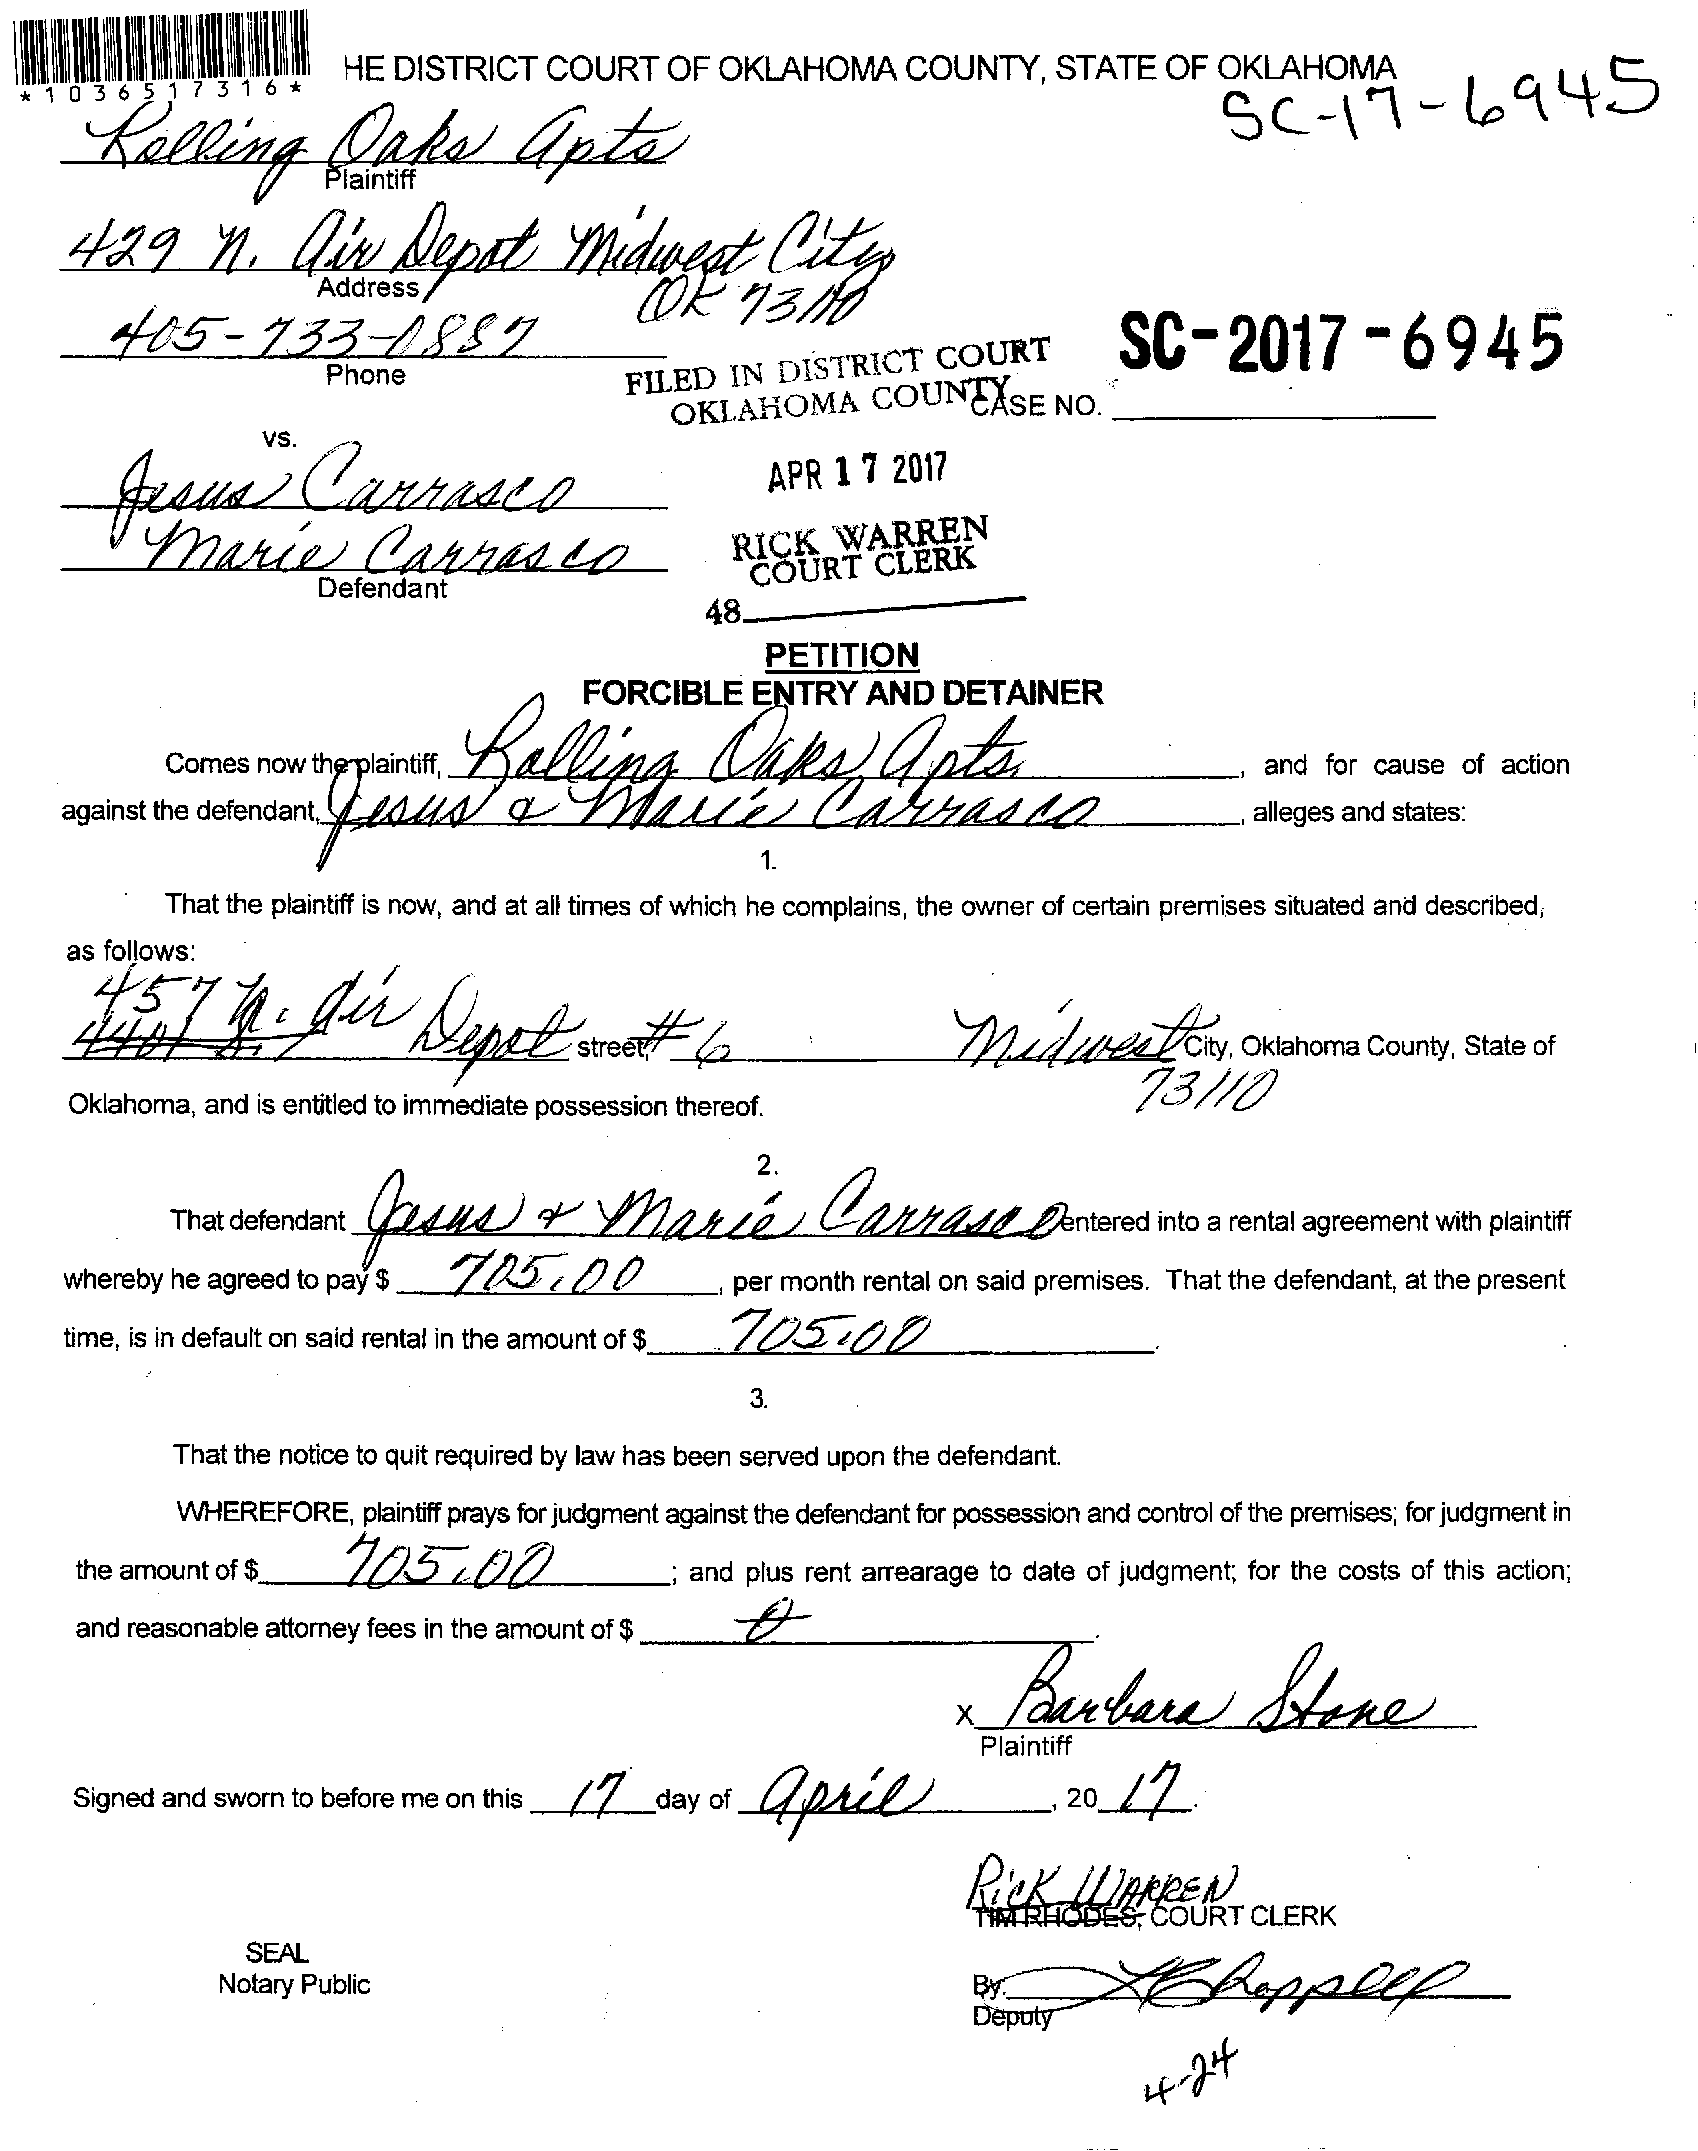 *1036517316*
HE DISTRICT COURT OF OKLAHOMA COUNTY, STATE OF OKLAHOMA
SC-17-6945
Rolling Oaks Apts
Plaintiff
429 N. Air Depot Midwest City
OK 73110
Address
405-733-0887
Phone
SC-2017-6945
FILED IN DISTRICT COURT
OKLAHOMA COUNTY
CASE NO.
vs.
Jesus Carrasco
APR 17 2017
Marie Carrasco
Defendant
RICK WARREN
COURT CLERK
48
PETITION
FORCIBLE ENTRY AND DETAINER
Comes now the plaintiff, Rolling Oaks Apts, and for cause of action
against the defendant, Jesus & Marie Carrasco, alleges and states:
1.
That the plaintiff is now, and at all times of which he complains, the owner of certain premises situated and described,
as follows:
457 N. Air Depot street, # 6 Midwest City, Oklahoma County, State of
73110
Oklahoma, and is entitled to immediate possession thereof.
2.
That defendant Jesus & Marie Carrasco entered into a rental agreement with plaintiff
whereby he agreed to pay $ 705.00, per month rental on said premises. That the defendant, at the present
time, is in default on said rental in the amount of $ 705.00.
3.
That the notice to quit required by law has been served upon the defendant.
WHEREFORE, plaintiff prays for judgment against the defendant for possession and control of the premises; for judgment in
the amount of $ 705.00; and plus rent arrearage to date of judgment; for the costs of this action;
and reasonable attorney fees in the amount of $ 0.
x Barbara Stone
Plaintiff
Signed and sworn to before me on this 17 day of April, 2017.
Rick WARREN
TIM RHODES, COURT CLERK
SEAL
Notary Public
By: Chappell
Deputy
4-24